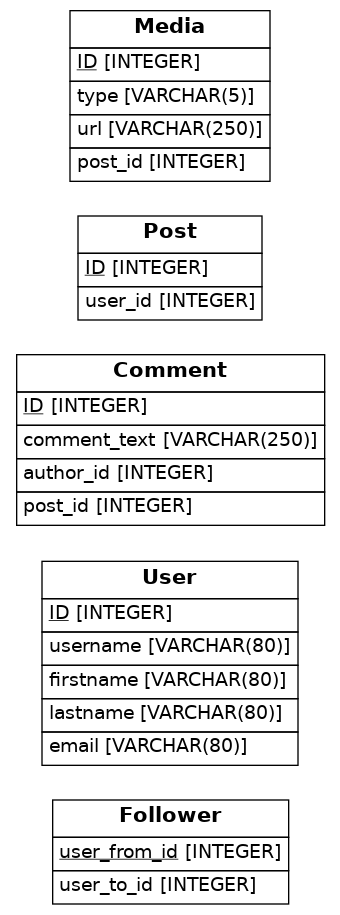 Media
ID [INTEGER]
type [VARCHAR(5)]
url [VARCHAR(250)]
post_id [INTEGER]
Post
ID [INTEGER]
user_id [INTEGER]
Comment
ID [INTEGER]
comment_text [VARCHAR(250)]
author_id [INTEGER]
post_id [INTEGER]
User
ID [INTEGER]
username [VARCHAR(80)]
firstname [VARCHAR(80)]
lastname [VARCHAR(80)]
email [VARCHAR(80)]
Follower
user_from_id [INTEGER]
user_to_id [INTEGER]